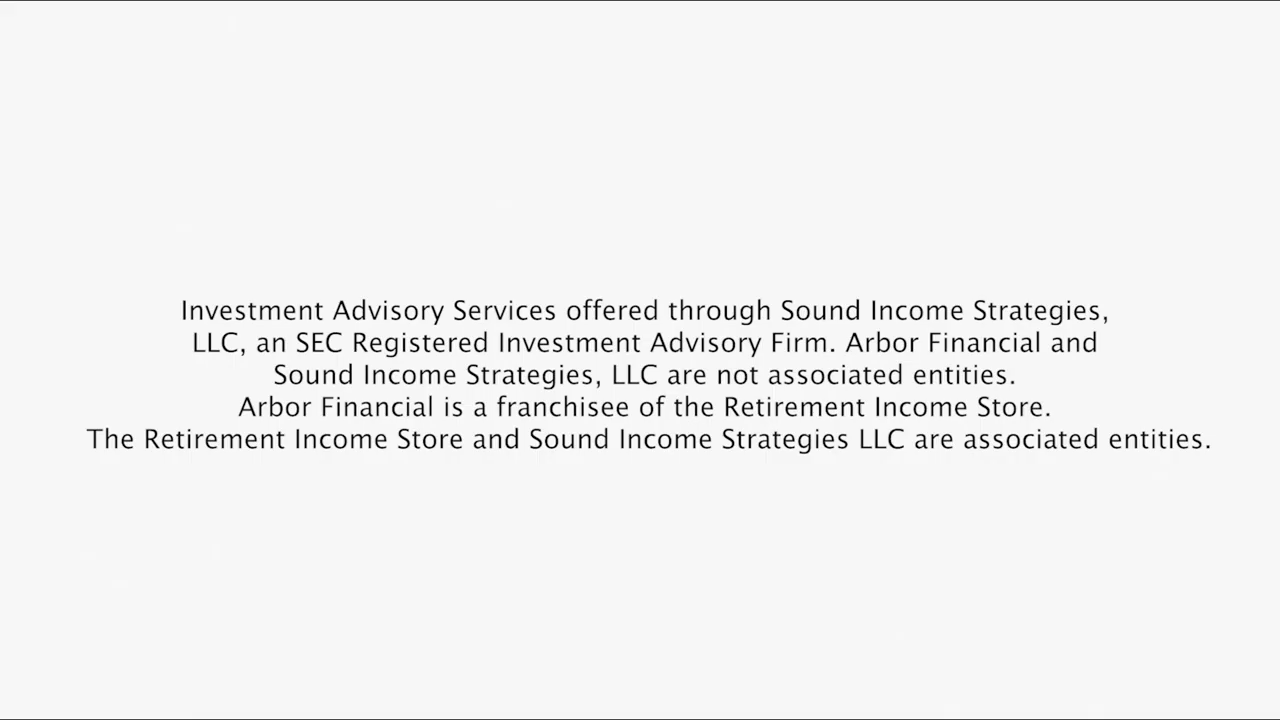 Investment Advisory Services offered through Sound Income Strategies,
LLC, an SEC Registered Investment Advisory Firm. Arbor Financial and
Sound Income Strategies, LLC are not associated entities.
Arbor Financial is a franchisee of the Retirement Income Store.
The Retirement Income Store and Sound Income Strategies LLC are associated entities.